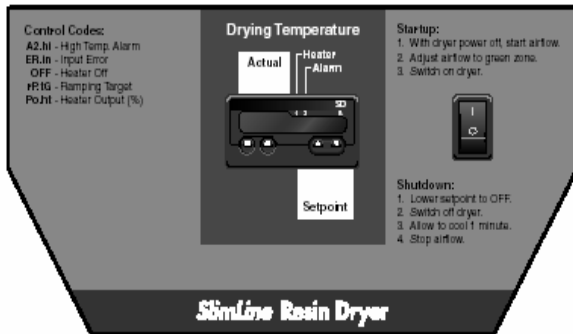 Control Codes:
A2.hi - High Temp. Alarm
ER.in - Input Error
OFF - Heater Off
rP.tG - Ramping Target
Po.ht - Heater Output (%)
Drying Temperature
Actual
Heater
Alarm
Setpoint
Startup:
1. With dryer power off, start airflow.
2. Adjust airflow to green zone.
3. Switch on dryer.
Shutdown:
1. Lower setpoint to OFF.
2. Switch off dryer.
3. Allow to cool 1 minute.
4. Stop airflow.
SlimLine Resin Dryer